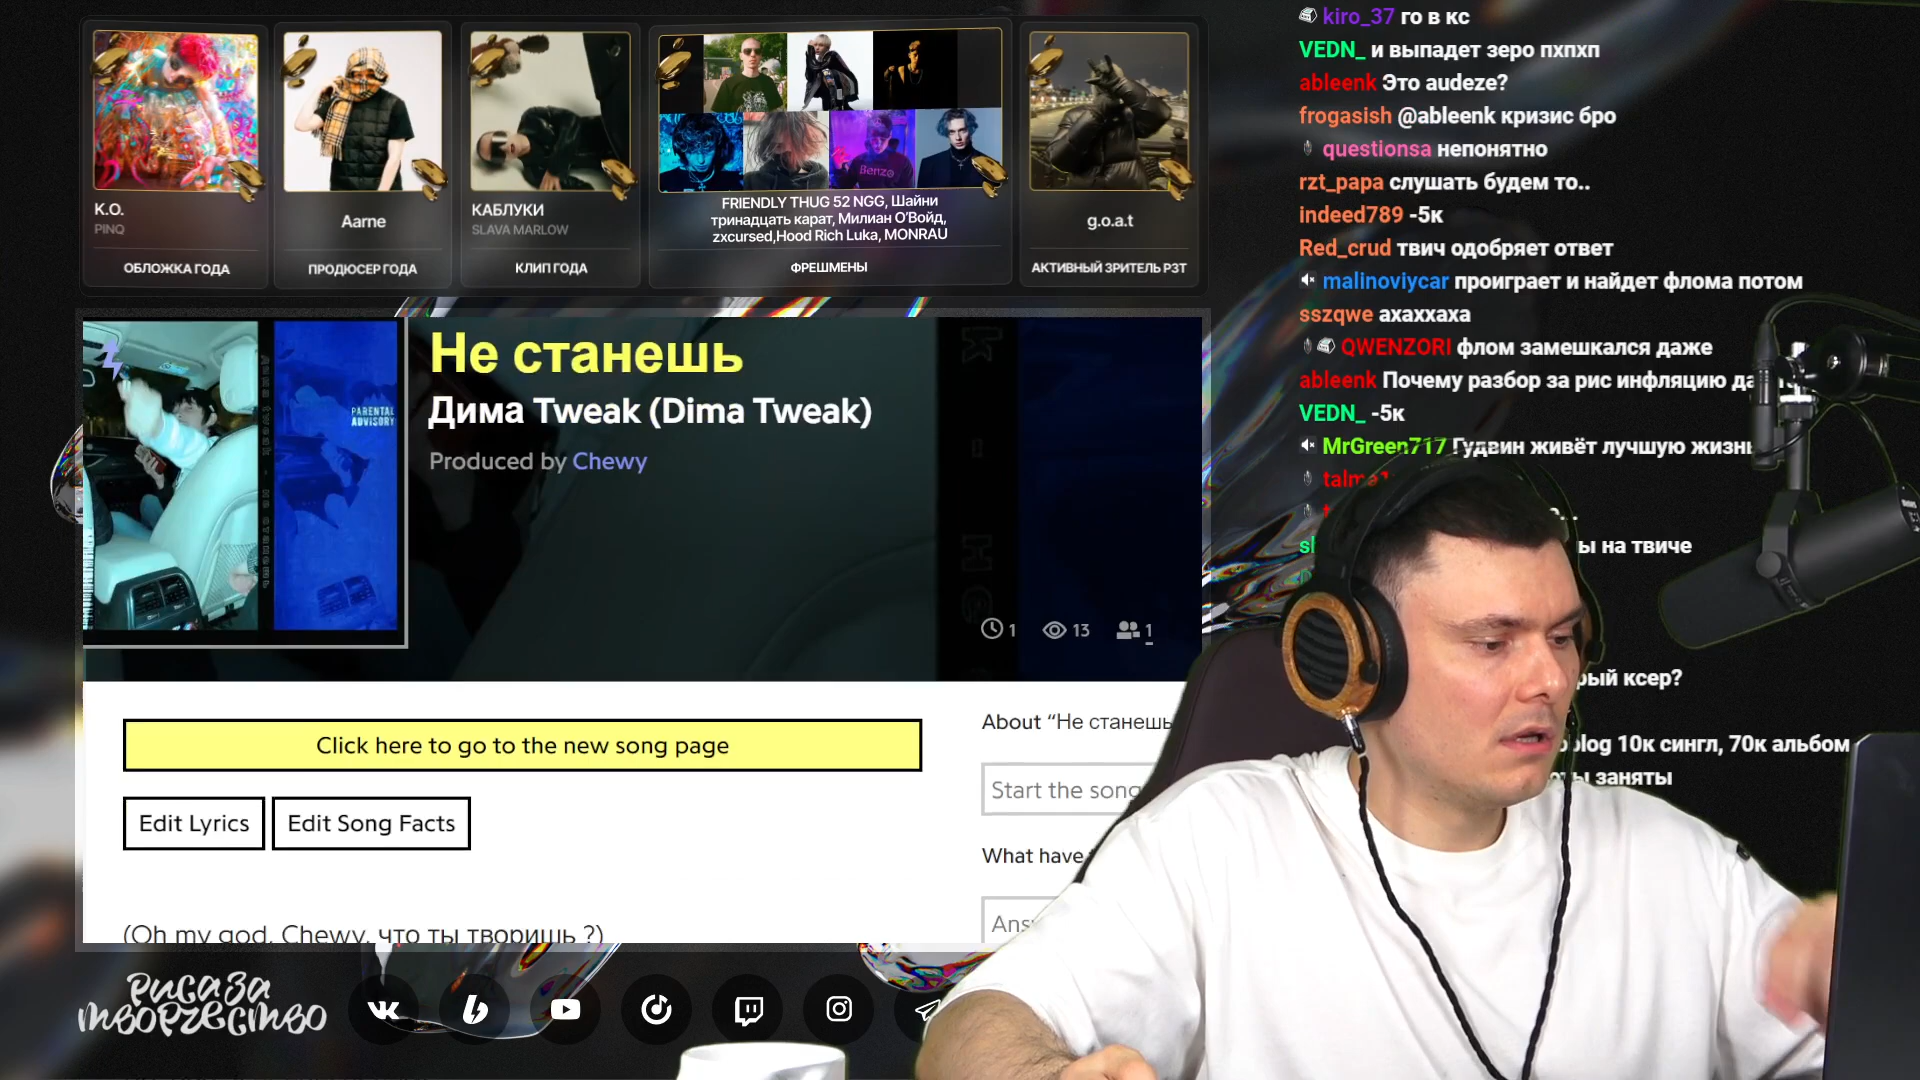 K.O.
PINQ
ОБЛОЖКА ГОДА
Aarne
ПРОДЮСЕР ГОДА
КАБЛУКИ
SLAVA MARLOW
КЛИП ГОДА
Benzo
FRIENDLY THUG 52 NGG, Шайни
тринадцать карат, Милиан О'Войд,
zxcursed,Hood Rich Luka, MONRAU
ФРЕШМЕНЫ
g.o.a.t
АКТИВНЫЙ ЗРИТЕЛЬ РЗТ
PARENTAL
ADVISORY
Не станешь
Дима Tweak (Dima Tweak)
Produced by Chewy
1 13 1
Click here to go to the new song page
Edit Lyrics Edit Song Facts
(Oh my god, Chewy, что ты творишь ?)
About “Не станешь
Start the song
What have
рисаза
творчество
kiro_37 го в кс
VEDN_ и выпадет зеро пхпхп
ableenk Это audeze?
frogasish @ableenk кризис бро
questionsa непонятно
rzt_papa слушать будем то..
indeed789 -5к
Red_crud твич одобряет ответ
malinoviycar проиграет и найдет флома потом
sszqwe ахаххаха
QWENZORI флом замешкался даже
ableenk Почему разбор за рис инфляцию
VEDN_ -5к
MrGreen717 Гудвин живёт лучшую жизнь
на твиче
ксер?
10к сингл, 70к альбом
заняты